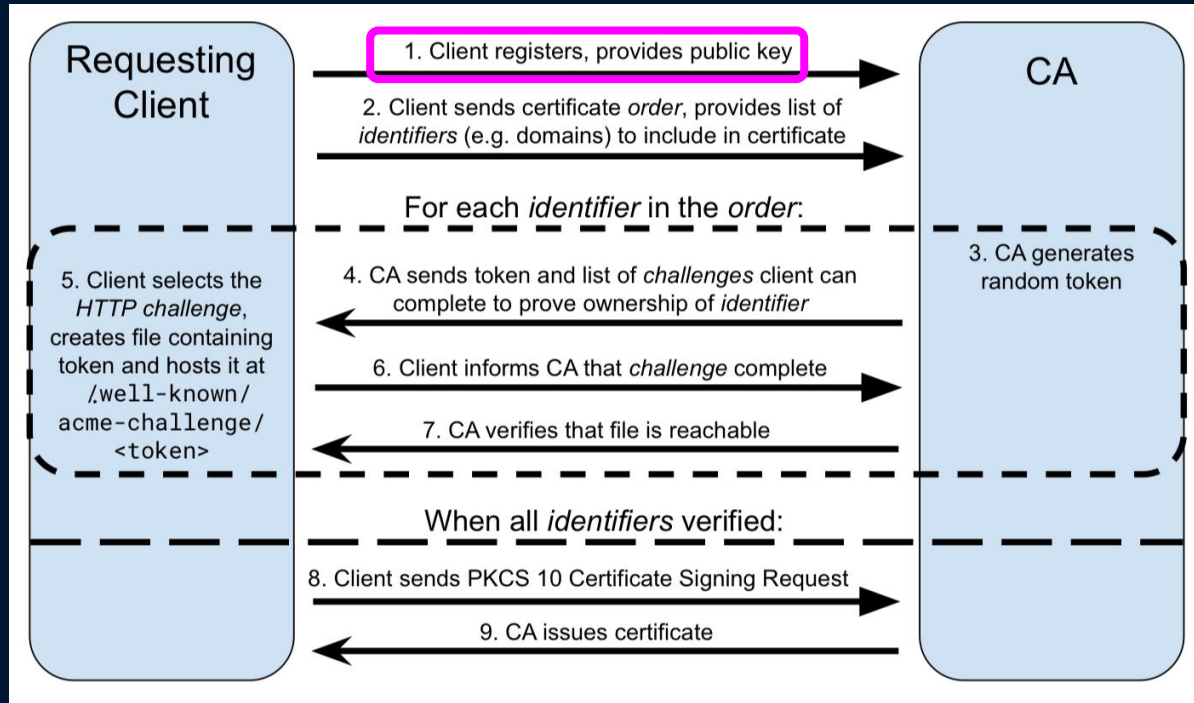 Requesting
Client
1. Client registers, provides public key
CA
2. Client sends certificate order, provides list of
identifiers (e.g. domains) to include in certificate
For each identifier in the order:
3. CA generates
random token
4. CA sends token and list of challenges client can
complete to prove ownership of identifier
5. Client selects the
HTTP challenge,
creates file containing
token and hosts it at
/.well-known/
acme-challenge/
<token>
6. Client informs CA that challenge complete
7. CA verifies that file is reachable
When all identifiers verified:
8. Client sends PKCS 10 Certificate Signing Request
9. CA issues certificate